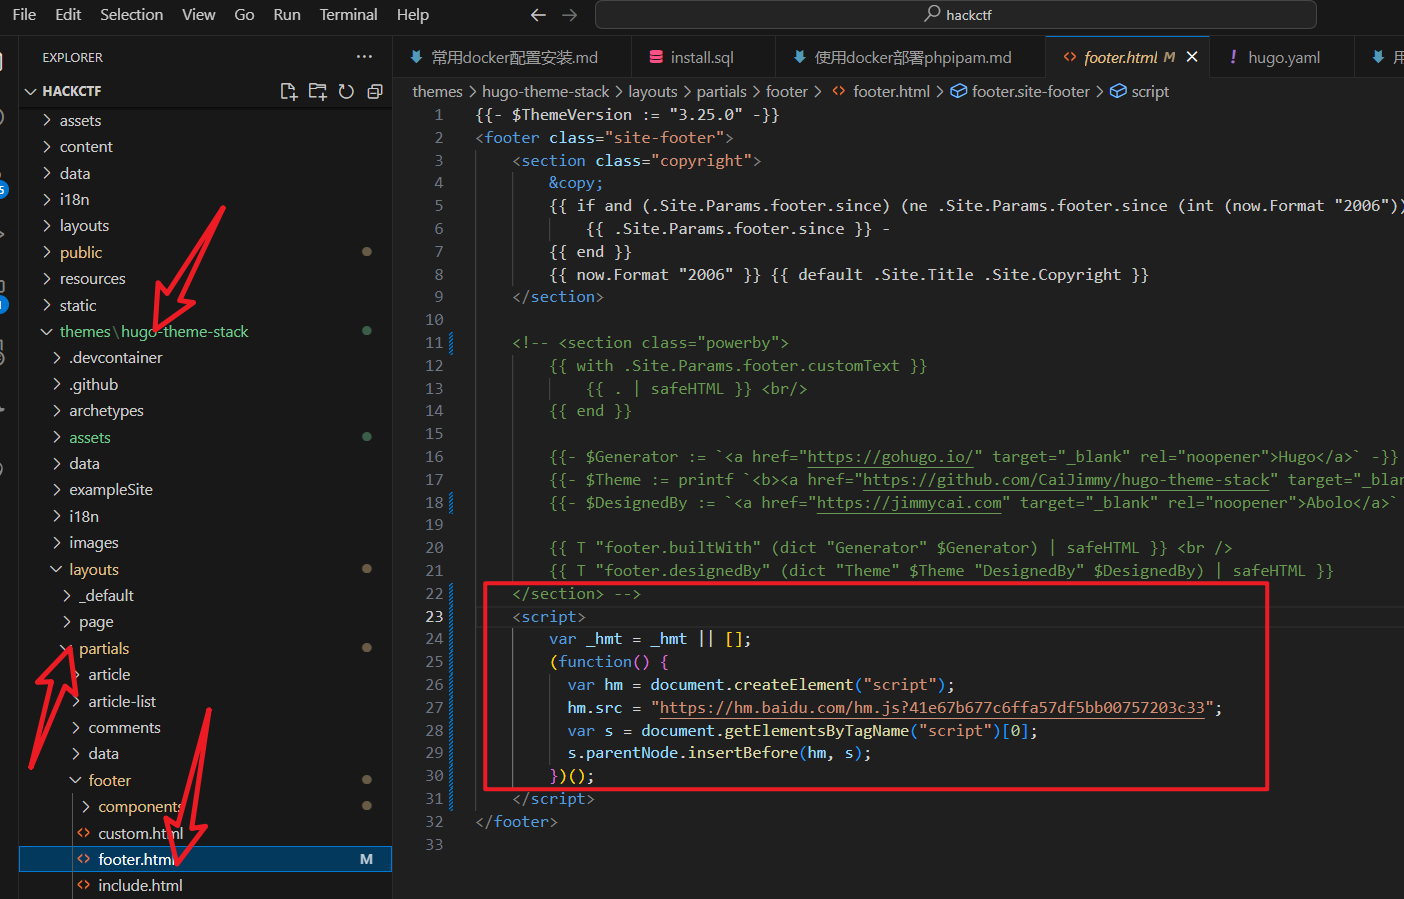 File Edit Selection View Go Run Terminal Help
hackctf
EXPLORER
HACKCTF
assets
content
data
i18n
layouts
public
resources
static
themes\hugo-theme-stack
.devcontainer
.github
archetypes
assets
data
exampleSite
i18n
images
layouts
_default
page
partials
article
article-list
comments
data
footer
components
custom.html
footer.html M
include.html
常用docker配置安装.md
install.sql
使用docker部署phpipam.md
footer.html M
! hugo.yaml
themes > hugo-theme-stack > layouts > partials > footer > footer.html > footer.site-footer > script
1 {{- $ThemeVersion := "3.25.0" -}}
2 <footer class="site-footer">
3 <section class="copyright">
4 &copy;
5 {{ if and (.Site.Params.footer.since) (ne .Site.Params.footer.since (int (now.Format "2006"))
6 {{ .Site.Params.footer.since }} -
7 {{ end }}
8 {{ now.Format "2006" }} {{ default .Site.Title .Site.Copyright }}
9 </section>
10
11 <!-- <section class="powerby">
12 {{ with .Site.Params.footer.customText }}
13 {{ . | safeHTML }} <br/>
14 {{ end }}
15
16 {{- $Generator := `<a href="https://gohugo.io/" target="_blank" rel="noopener">Hugo</a>` -}}
17 {{- $Theme := printf `<b><a href="https://github.com/CaiJimmy/hugo-theme-stack" target="_blan
18 {{- $DesignedBy := `<a href="https://jimmycai.com" target="_blank" rel="noopener">Abolo</a>`
19
20 {{ T "footer.builtWith" (dict "Generator" $Generator) | safeHTML }} <br />
21 {{ T "footer.designedBy" (dict "Theme" $Theme "DesignedBy" $DesignedBy) | safeHTML }}
22 </section> -->
23 <script>
24 var _hmt = _hmt || [];
25 (function() {
26 var hm = document.createElement("script");
27 hm.src = "https://hm.baidu.com/hm.js?41e67b677c6ffa57df5bb00757203c33";
28 var s = document.getElementsByTagName("script")[0];
29 s.parentNode.insertBefore(hm, s);
30 })();
31 </script>
32 </footer>
33